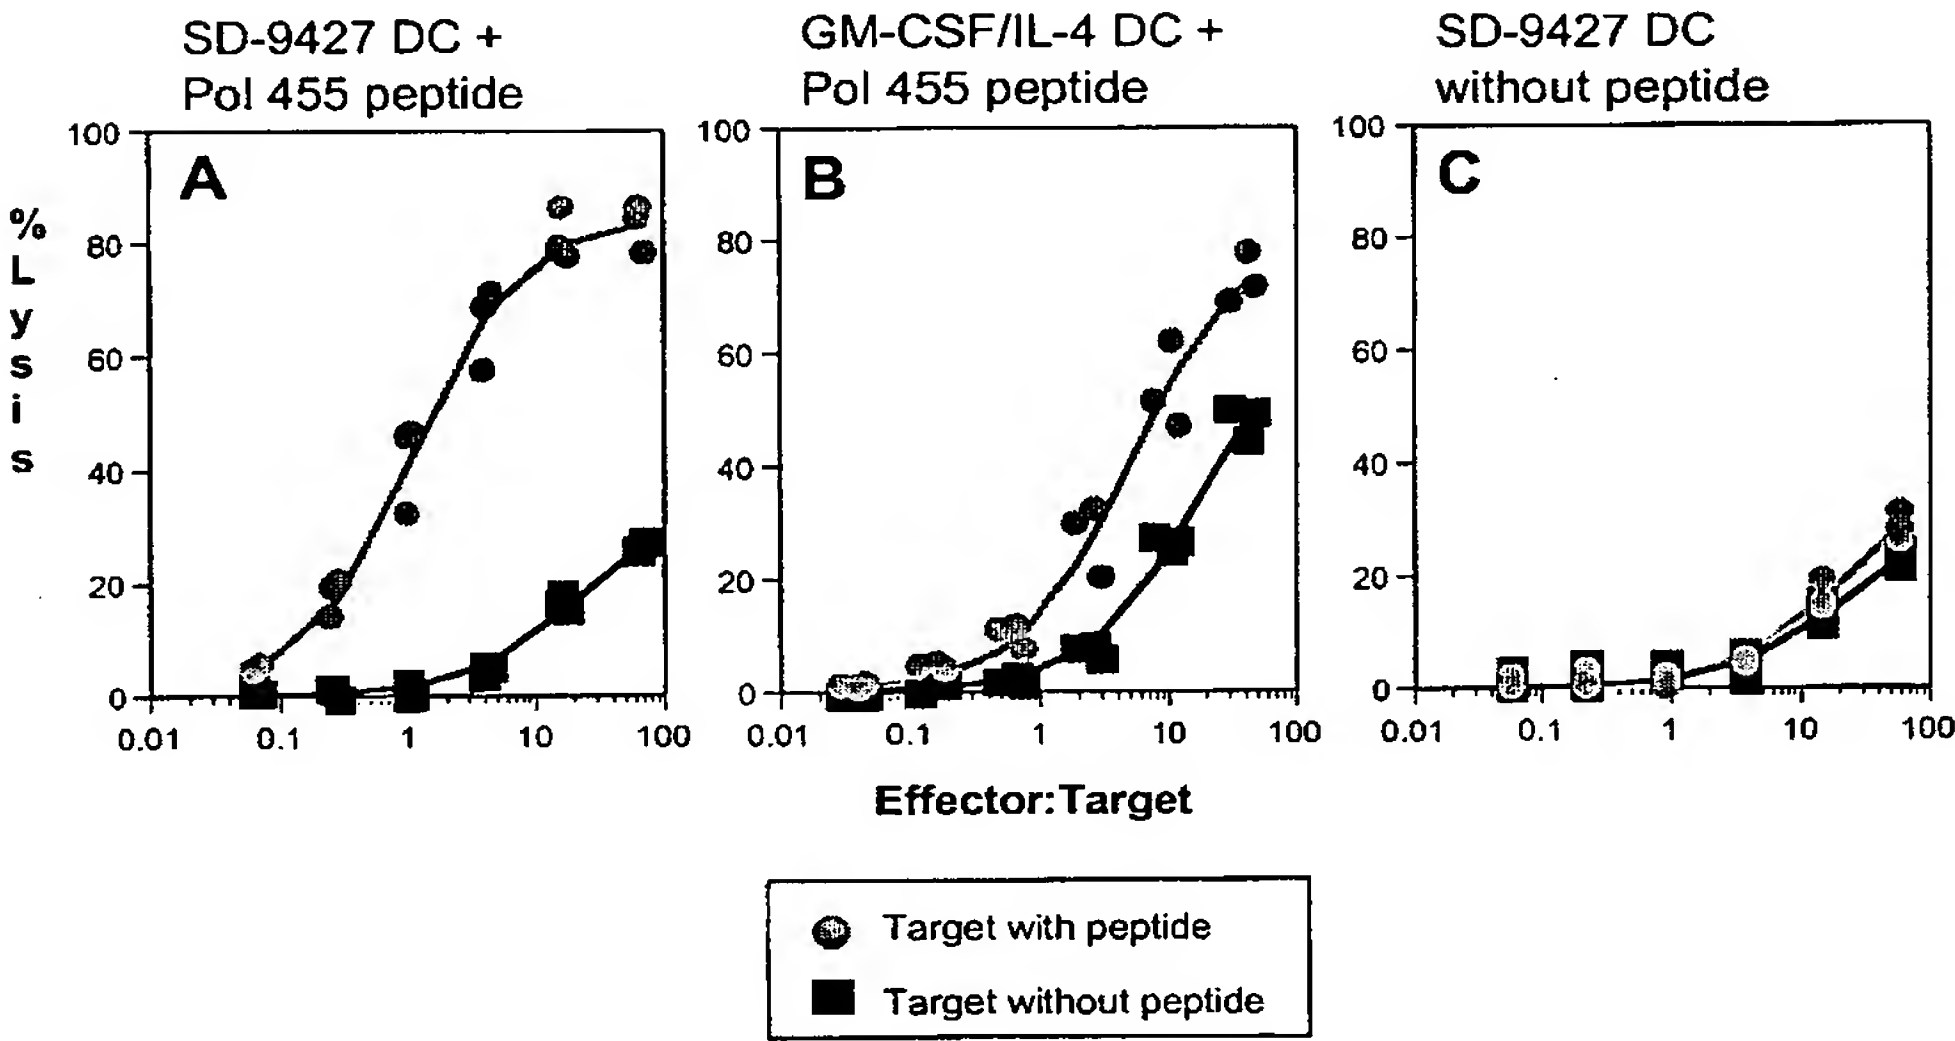 SD-9427 DC +
Pol 455 peptide
GM-CSF/IL-4 DC +
Pol 455 peptide
SD-9427 DC
without peptide
%
L
y
s
i
s
A
100
80
60
40
20
0
0.01 0.1 1 10 100
B
100
80
60
40
20
0
0.01 0.1 1 10 100
C
100
80
60
40
20
0
0.01 0.1 1 10 100
Effector:Target
Target with peptide
Target without peptide